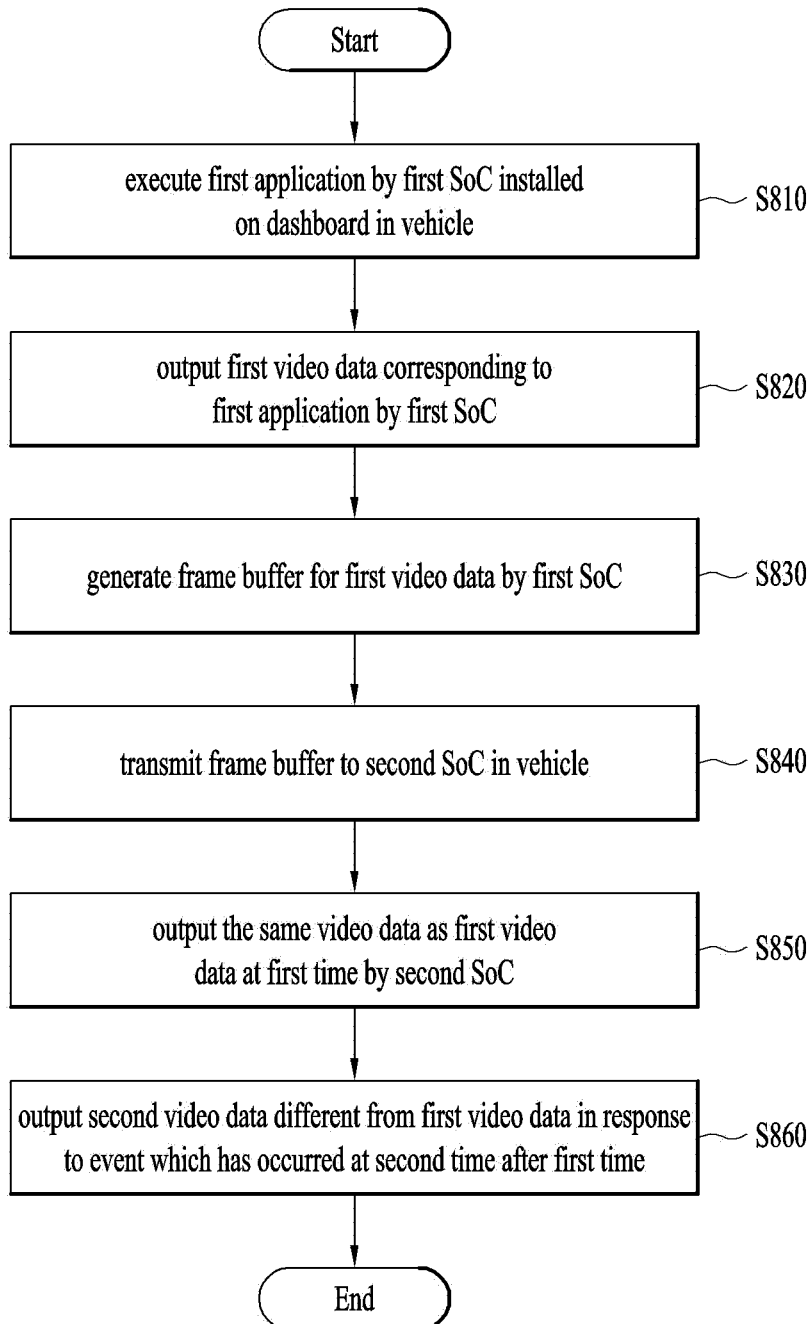 Start
execute first application by first SoC installed
on dashboard in vehicle
S810
output first video data corresponding to
first application by first SoC
S820
generate frame buffer for first video data by first SoC
S830
transmit frame buffer to second SoC in vehicle
S840
output the same video data as first video
data at first time by second SoC
S850
output second video data different from first video data in response
to event which has occurred at second time after first time
S860
End